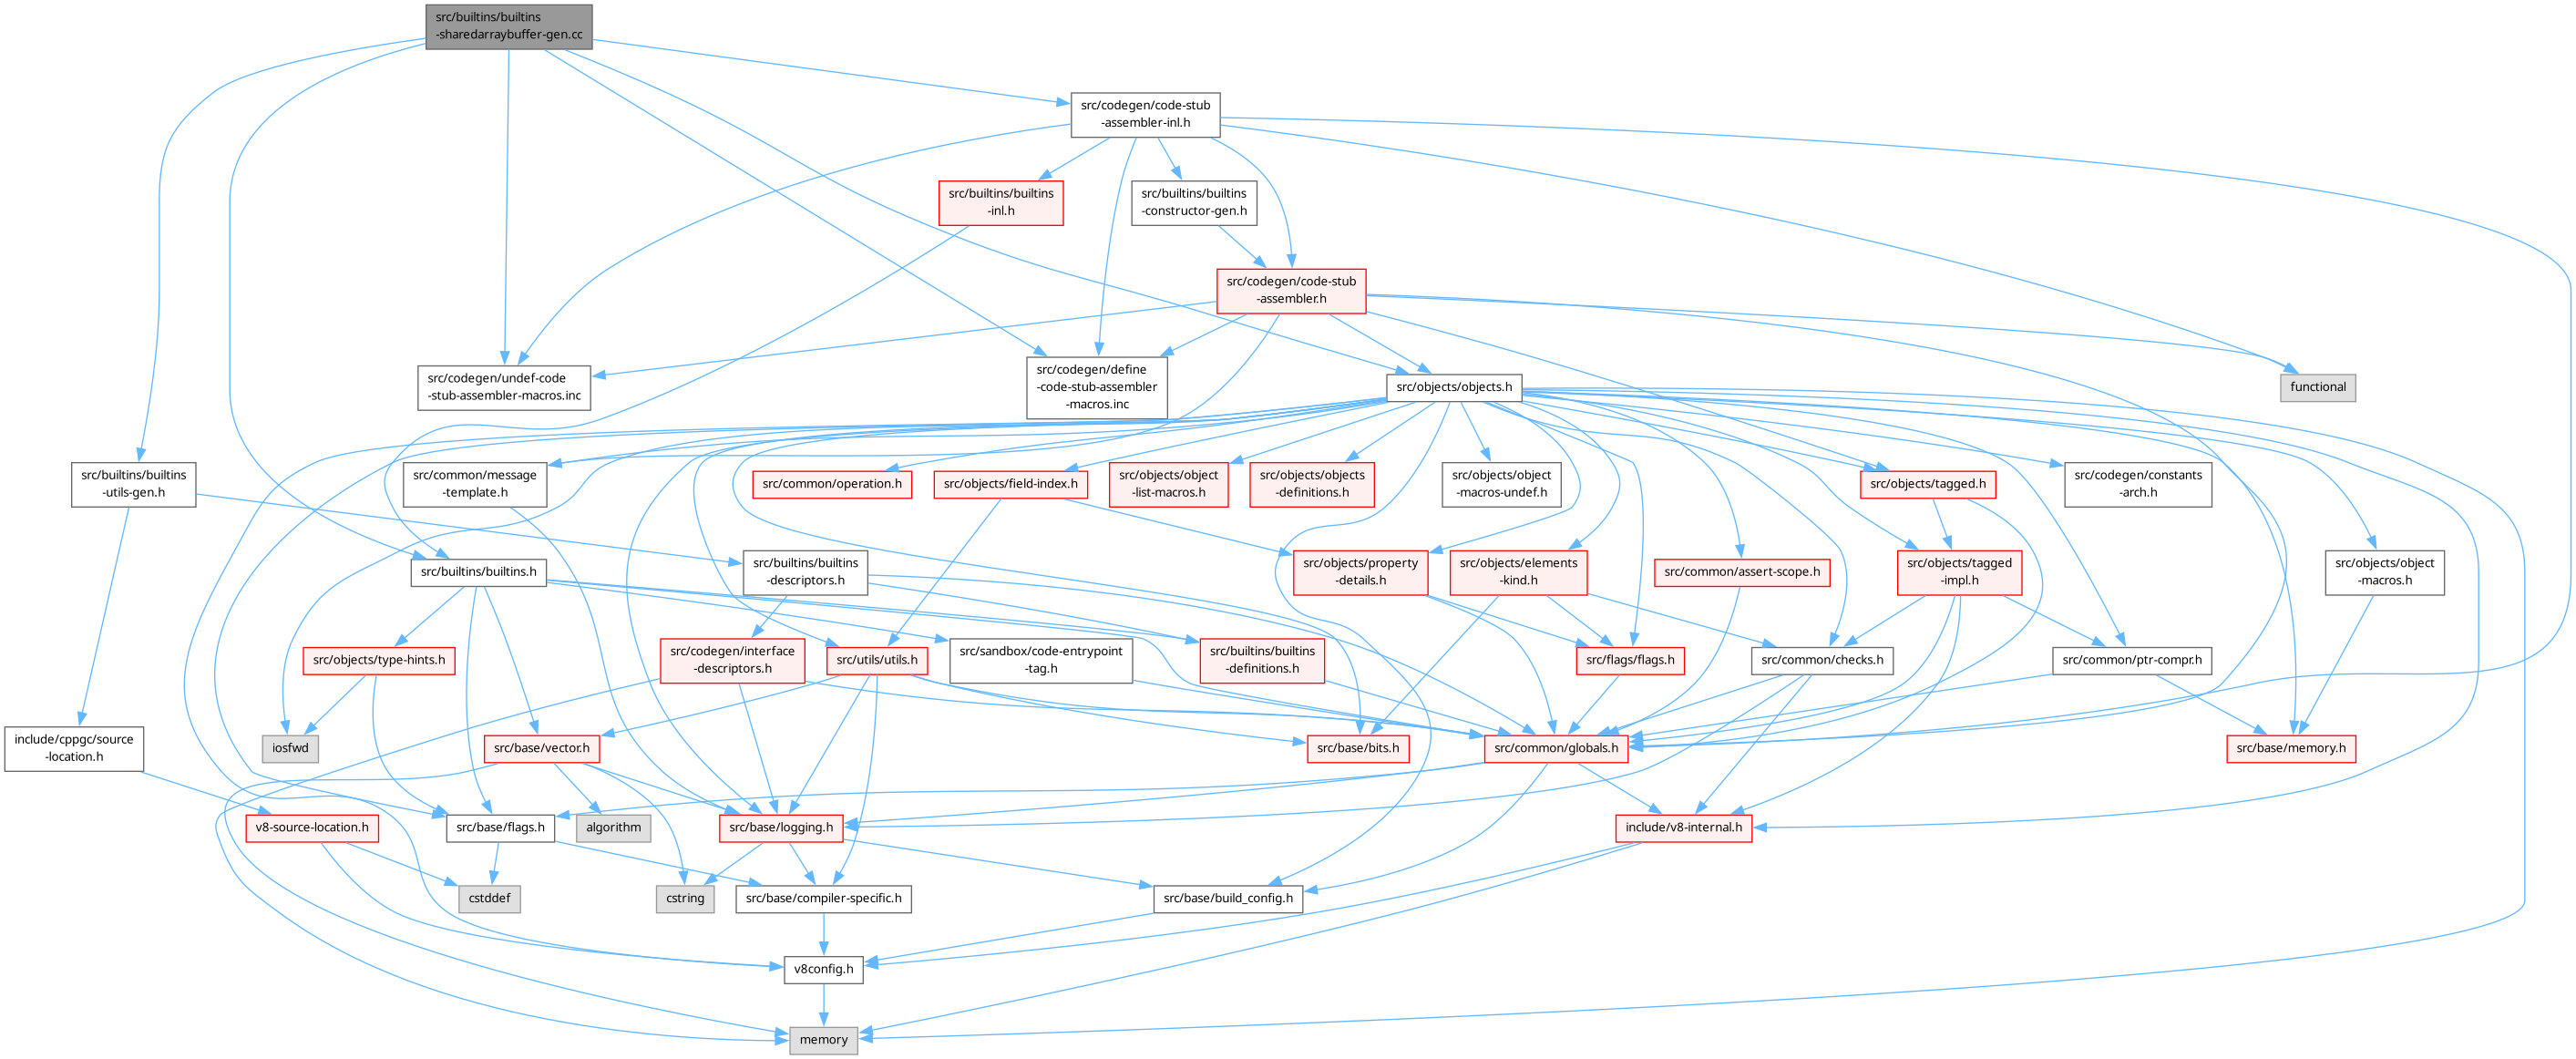 src/builtins/builtins
-sharedarraybuffer-gen.cc
src/codegen/code-stub
-assembler-inl.h
src/builtins/builtins
-inl.h
src/builtins/builtins
-constructor-gen.h
src/codegen/code-stub
-assembler.h
src/codegen/undef-code
-stub-assembler-macros.inc
src/codegen/define
-code-stub-assembler
-macros.inc
src/objects/objects.h
functional
src/builtins/builtins
-utils-gen.h
src/common/message
-template.h
src/common/operation.h
src/objects/field-index.h
src/objects/object
-list-macros.h
src/objects/objects
-definitions.h
src/objects/object
-macros-undef.h
src/objects/tagged.h
src/codegen/constants
-arch.h
src/builtins/builtins.h
src/builtins/builtins
-descriptors.h
src/objects/property
-details.h
src/objects/elements
-kind.h
src/common/assert-scope.h
src/objects/tagged
-impl.h
src/objects/object
-macros.h
src/objects/type-hints.h
src/codegen/interface
-descriptors.h
src/utils/utils.h
src/sandbox/code-entrypoint
-tag.h
src/builtins/builtins
-definitions.h
src/flags/flags.h
src/common/checks.h
src/common/ptr-compr.h
include/cppgc/source
-location.h
iosfwd
src/base/vector.h
src/base/bits.h
src/common/globals.h
src/base/memory.h
v8-source-location.h
src/base/flags.h
algorithm
src/base/logging.h
include/v8-internal.h
cstddef
cstring
src/base/compiler-specific.h
src/base/build_config.h
v8config.h
memory